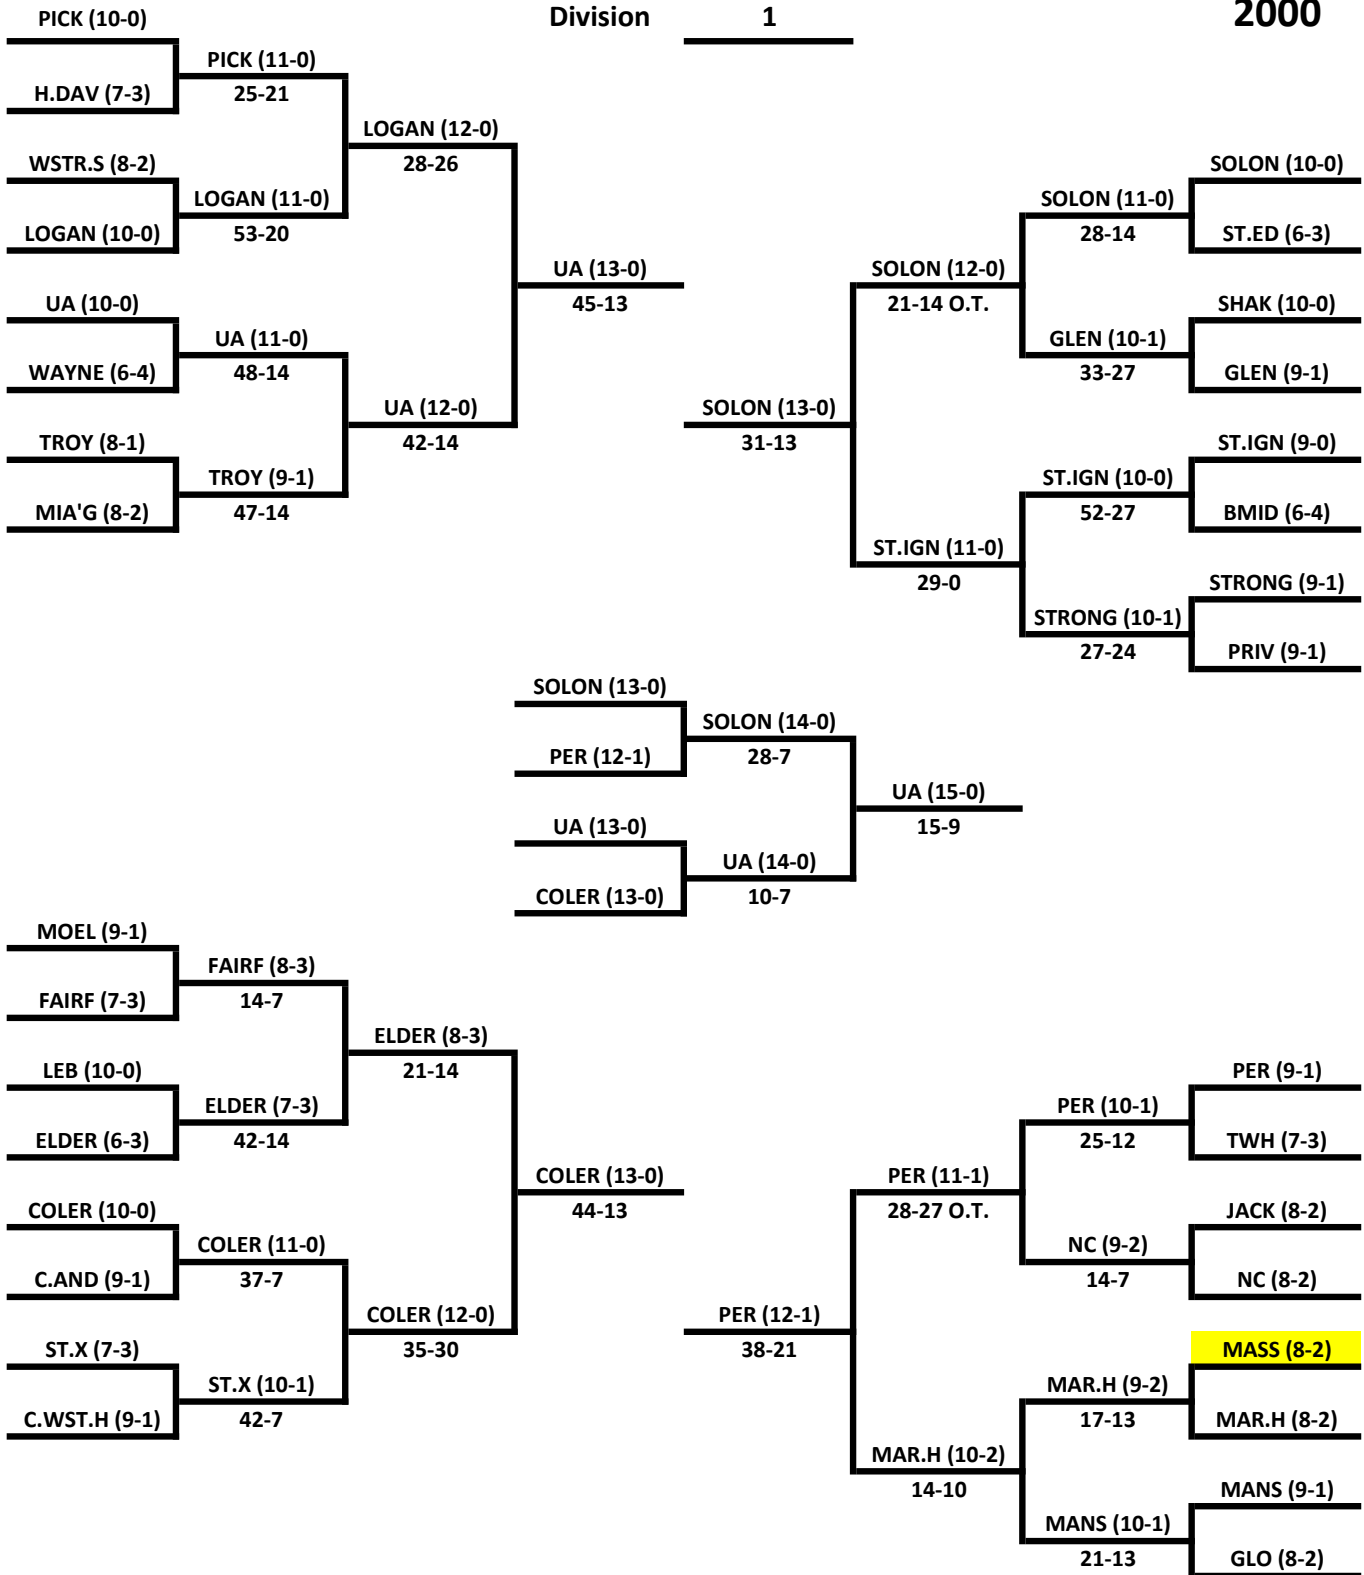 PICK (10-0)
Division 1
2000
PICK (11-0)
H.DAV (7-3)
25-21
LOGAN (12-0)
WSTR.S (8-2)
28-26
LOGAN (11-0)
LOGAN (10-0)
53-20
UA (13-0)
UA (10-0)
45-13
UA (11-0)
WAYNE (6-4)
48-14
UA (12-0)
TROY (8-1)
42-14
TROY (9-1)
MIA'G (8-2)
47-14
SOLON (10-0)
SOLON (11-0)
28-14
ST.ED (6-3)
SOLON (12-0)
21-14 O.T.
SHAK (10-0)
GLEN (10-1)
33-27
GLEN (9-1)
SOLON (13-0)
31-13
ST.IGN (9-0)
ST.IGN (10-0)
52-27
BMID (6-4)
ST.IGN (11-0)
29-0
STRONG (9-1)
STRONG (10-1)
27-24
PRIV (9-1)
SOLON (13-0)
SOLON (14-0)
PER (12-1)
28-7
UA (15-0)
UA (13-0)
15-9
UA (14-0)
COLER (13-0)
10-7
MOEL (9-1)
FAIRF (8-3)
FAIRF (7-3)
14-7
ELDER (8-3)
LEB (10-0)
21-14
ELDER (7-3)
ELDER (6-3)
42-14
COLER (13-0)
COLER (10-0)
44-13
COLER (11-0)
C.AND (9-1)
37-7
COLER (12-0)
ST.X (7-3)
35-30
ST.X (10-1)
C.WST.H (9-1)
42-7
PER (9-1)
PER (10-1)
25-12
TWH (7-3)
PER (11-1)
28-27 O.T.
JACK (8-2)
NC (9-2)
14-7
NC (8-2)
PER (12-1)
38-21
MASS (8-2)
MAR.H (9-2)
17-13
MAR.H (8-2)
MAR.H (10-2)
14-10
MANS (9-1)
MANS (10-1)
21-13
GLO (8-2)